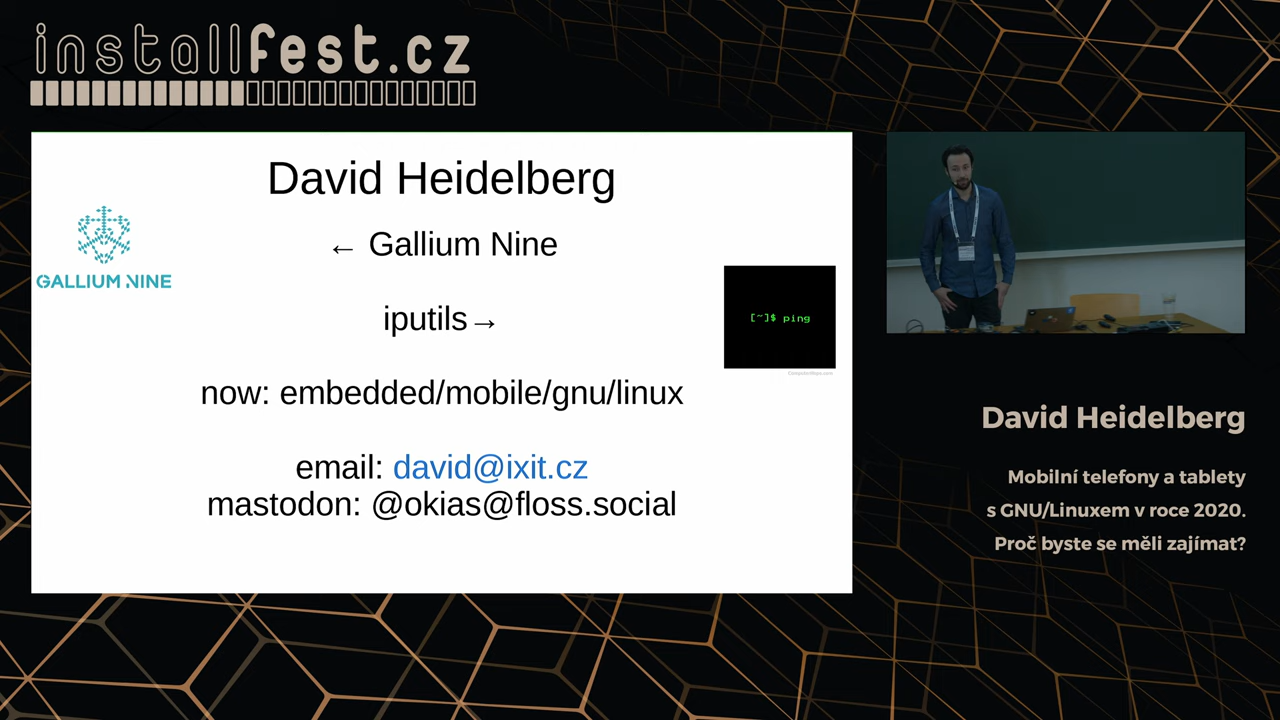 installfest.cz
David Heidelberg
← Gallium Nine
GALLIUM NINE
iputils→
[~]$ ping
now: embedded/mobile/gnu/linux
email: david@ixit.cz
mastodon: @okias@floss.social
David Heidelberg
Mobilní telefony a tablety
s GNU/Linuxem v roce 2020.
Proč byste se měli zajímat?